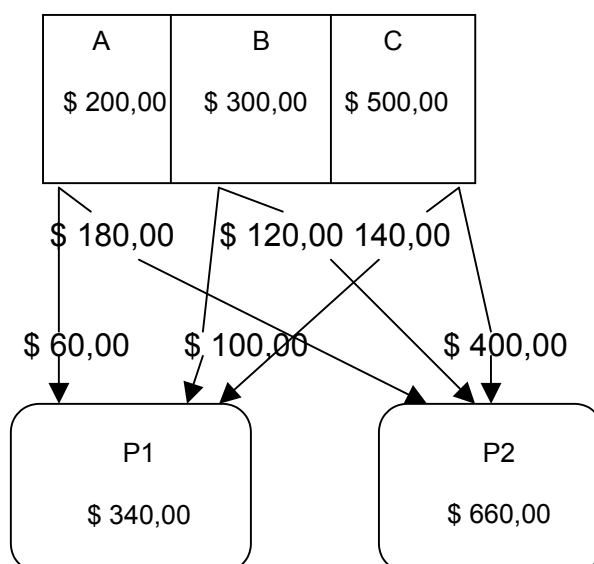 A B C
$ 200,00 $ 300,00 $ 500,00
$ 180,00 $ 120,00 140,00
$ 60,00 $ 100,00 $ 400,00
P1 P2
$ 340,00 $ 660,00